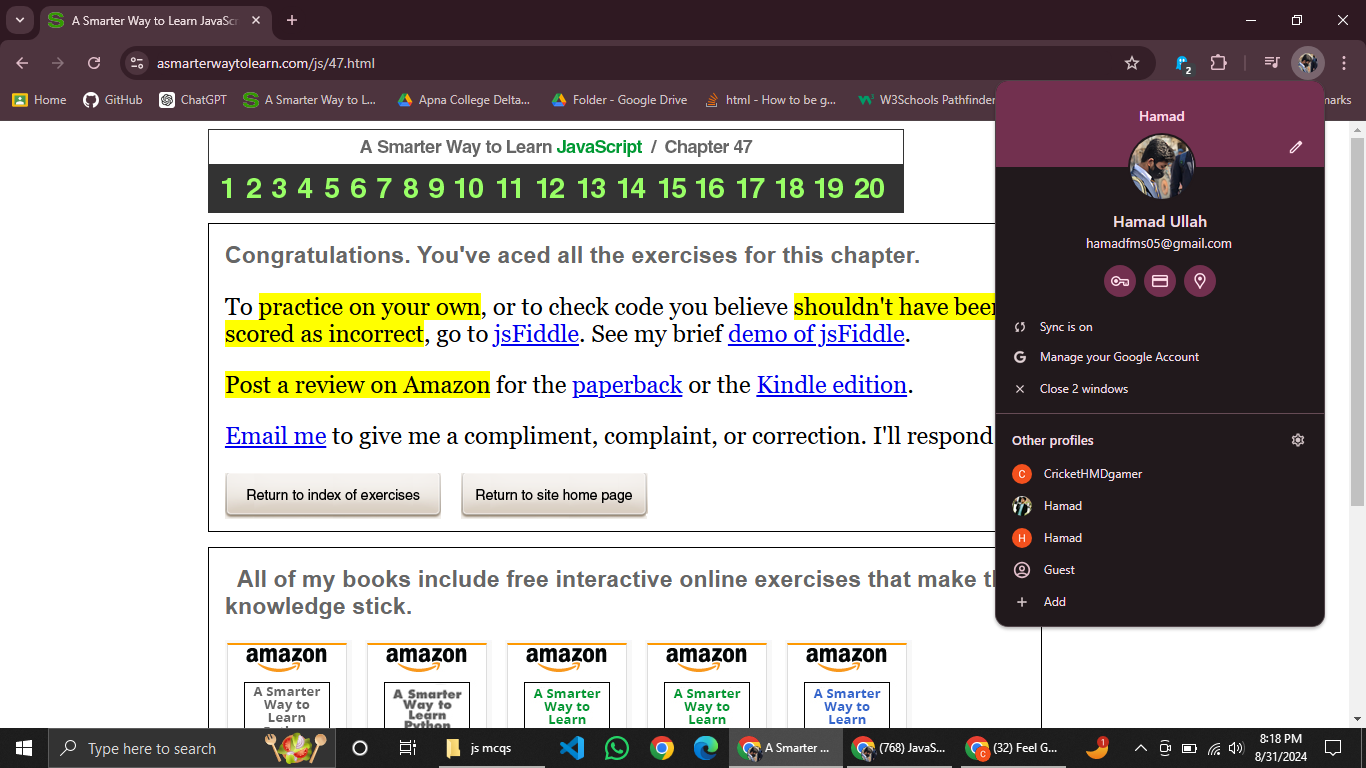 A Smarter Way to Learn JavaScr
asmarterwaytolearn.com/js/47.html
2
Home
GitHub
ChatGPT
A Smarter Way to L...
Apna College Delta...
Folder - Google Drive
html - How to be g...
W3Schools Pathfinder
marks
A Smarter Way to Learn JavaScript / Chapter 47
1 2 3 4 5 6 7 8 9 10 11 12 13 14 15 16 17 18 19 20
Congratulations. You've aced all the exercises for this chapter.
To practice on your own, or to check code you believe shouldn't have been
scored as incorrect, go to jsFiddle. See my brief demo of jsFiddle.
Post a review on Amazon for the paperback or the Kindle edition.
Email me to give me a compliment, complaint, or correction. I'll respond
Return to index of exercises
Return to site home page
All of my books include free interactive online exercises that make th
knowledge stick.
amazon
A Smarter
Way to
Learn
amazon
A Smarter
Way to
Learn
Python
amazon
A Smarter
Way to
Learn
amazon
A Smarter
Way to
Learn
amazon
A Smarter
Way to
Learn
Hamad
Hamad Ullah
hamadfms05@gmail.com
Sync is on
G Manage your Google Account
Close 2 windows
Other profiles
C CricketHMDgamer
Hamad
H Hamad
Guest
Add
Type here to search
js mcqs
A Smarter ...
(768) JavaS...
C (32) Feel G...
1
8:18 PM
8/31/2024